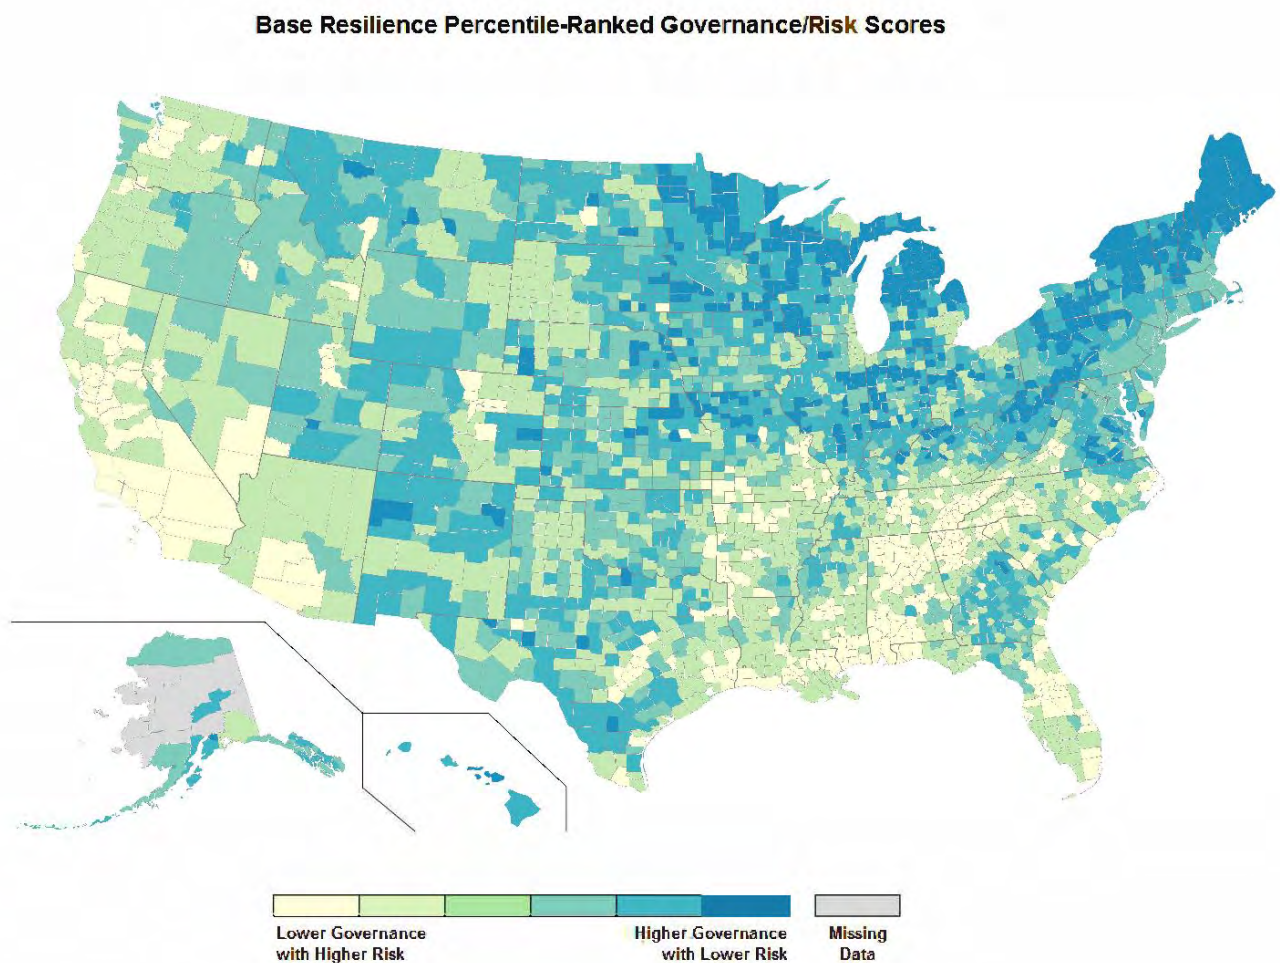 Base Resilience Percentile-Ranked Governance/Risk Scores
Lower Governance
with Higher Risk
Higher Governance
with Lower Risk
Missing
Data